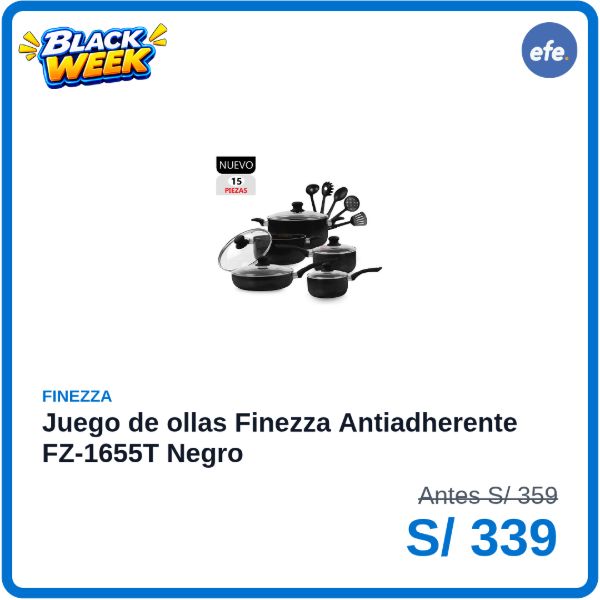 BLACK
WEEK
efe.
NUEVO
15
PIEZAS
FINEZZA
Juego de ollas Finezza Antiadherente
FZ-1655T Negro
Antes S/ 359
S/ 339